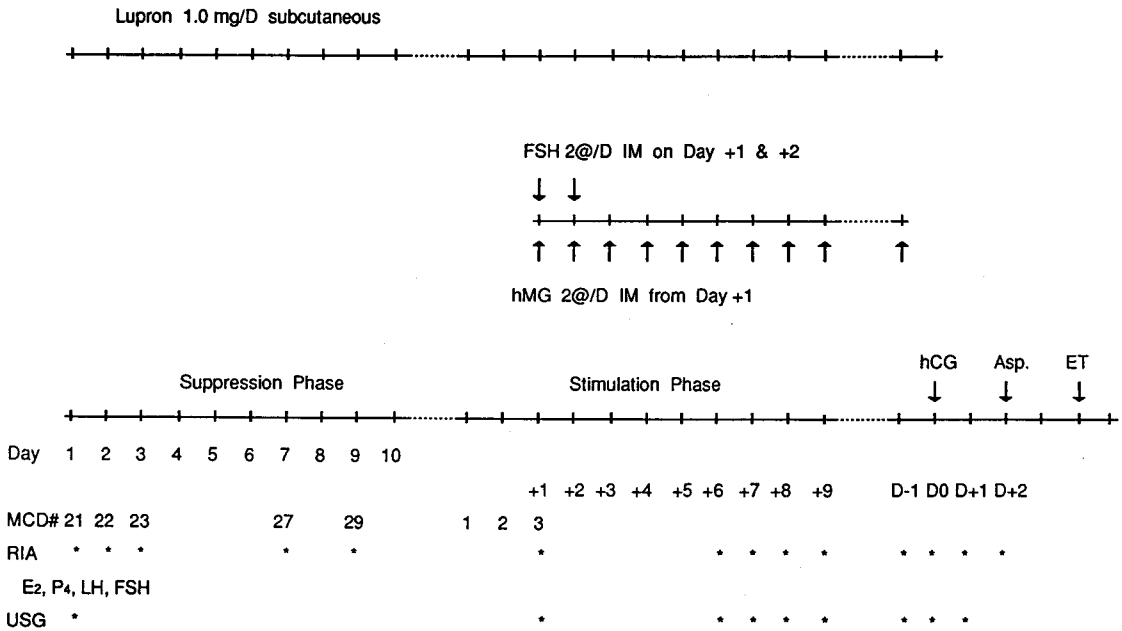 Lupron 1.0 mg/D subcutaneous
FSH 2@/D IM on Day +1 & +2
hMG 2@/D IM from Day +1
hCG Asp. ET
Suppression Phase Stimulation Phase
Day 1 2 3 4 5 6 7 8 9 10
+1 +2 +3 +4 +5 +6 +7 +8 +9 D-1 D0 D+1 D+2
MCD# 21 22 23 27 29 1 2 3
RIA * * * * * * * * * * * * * *
E2, P4, LH, FSH
USG * * * * * * * * *